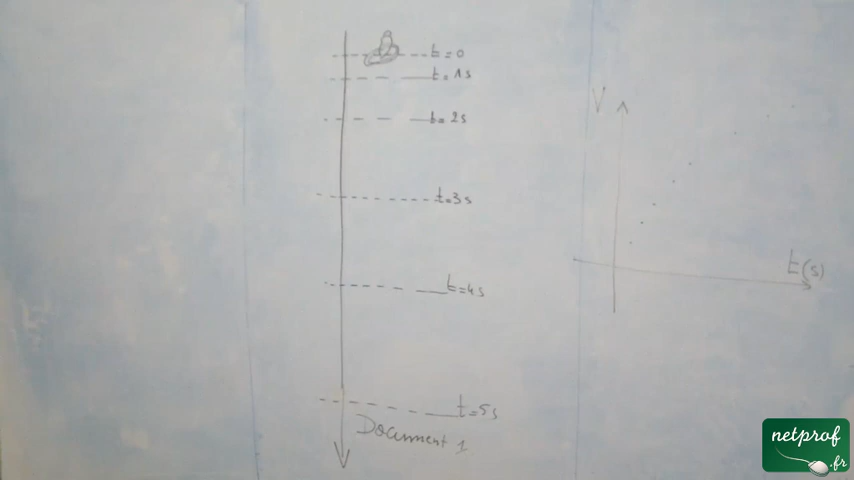 t=0
t=1s
t=2s
t=3s
t=4s
t=5s
Document 1
V
t(s)
netprof
.fr